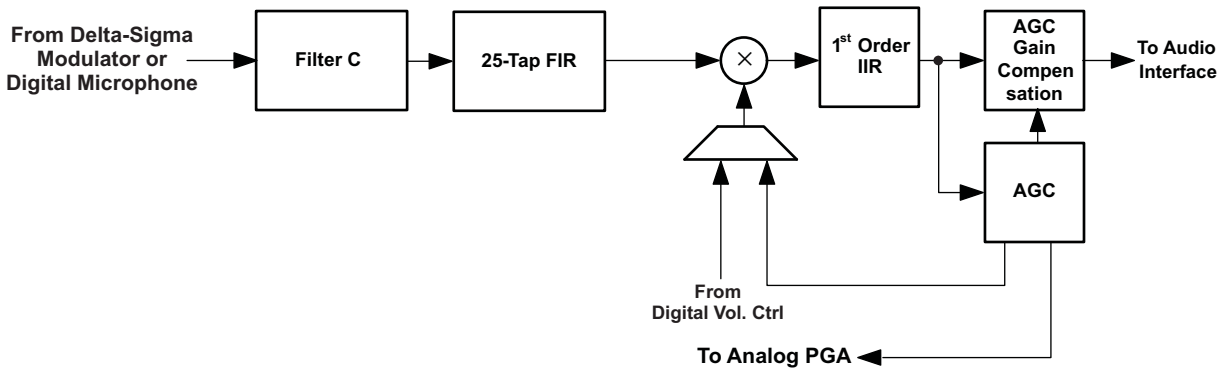 From Delta-Sigma
Modulator or
Digital Microphone
Filter C
25-Tap FIR
×
1st Order
IIR
AGC
Gain
Compen
sation
To Audio
Interface
AGC
From
Digital Vol. Ctrl
To Analog PGA